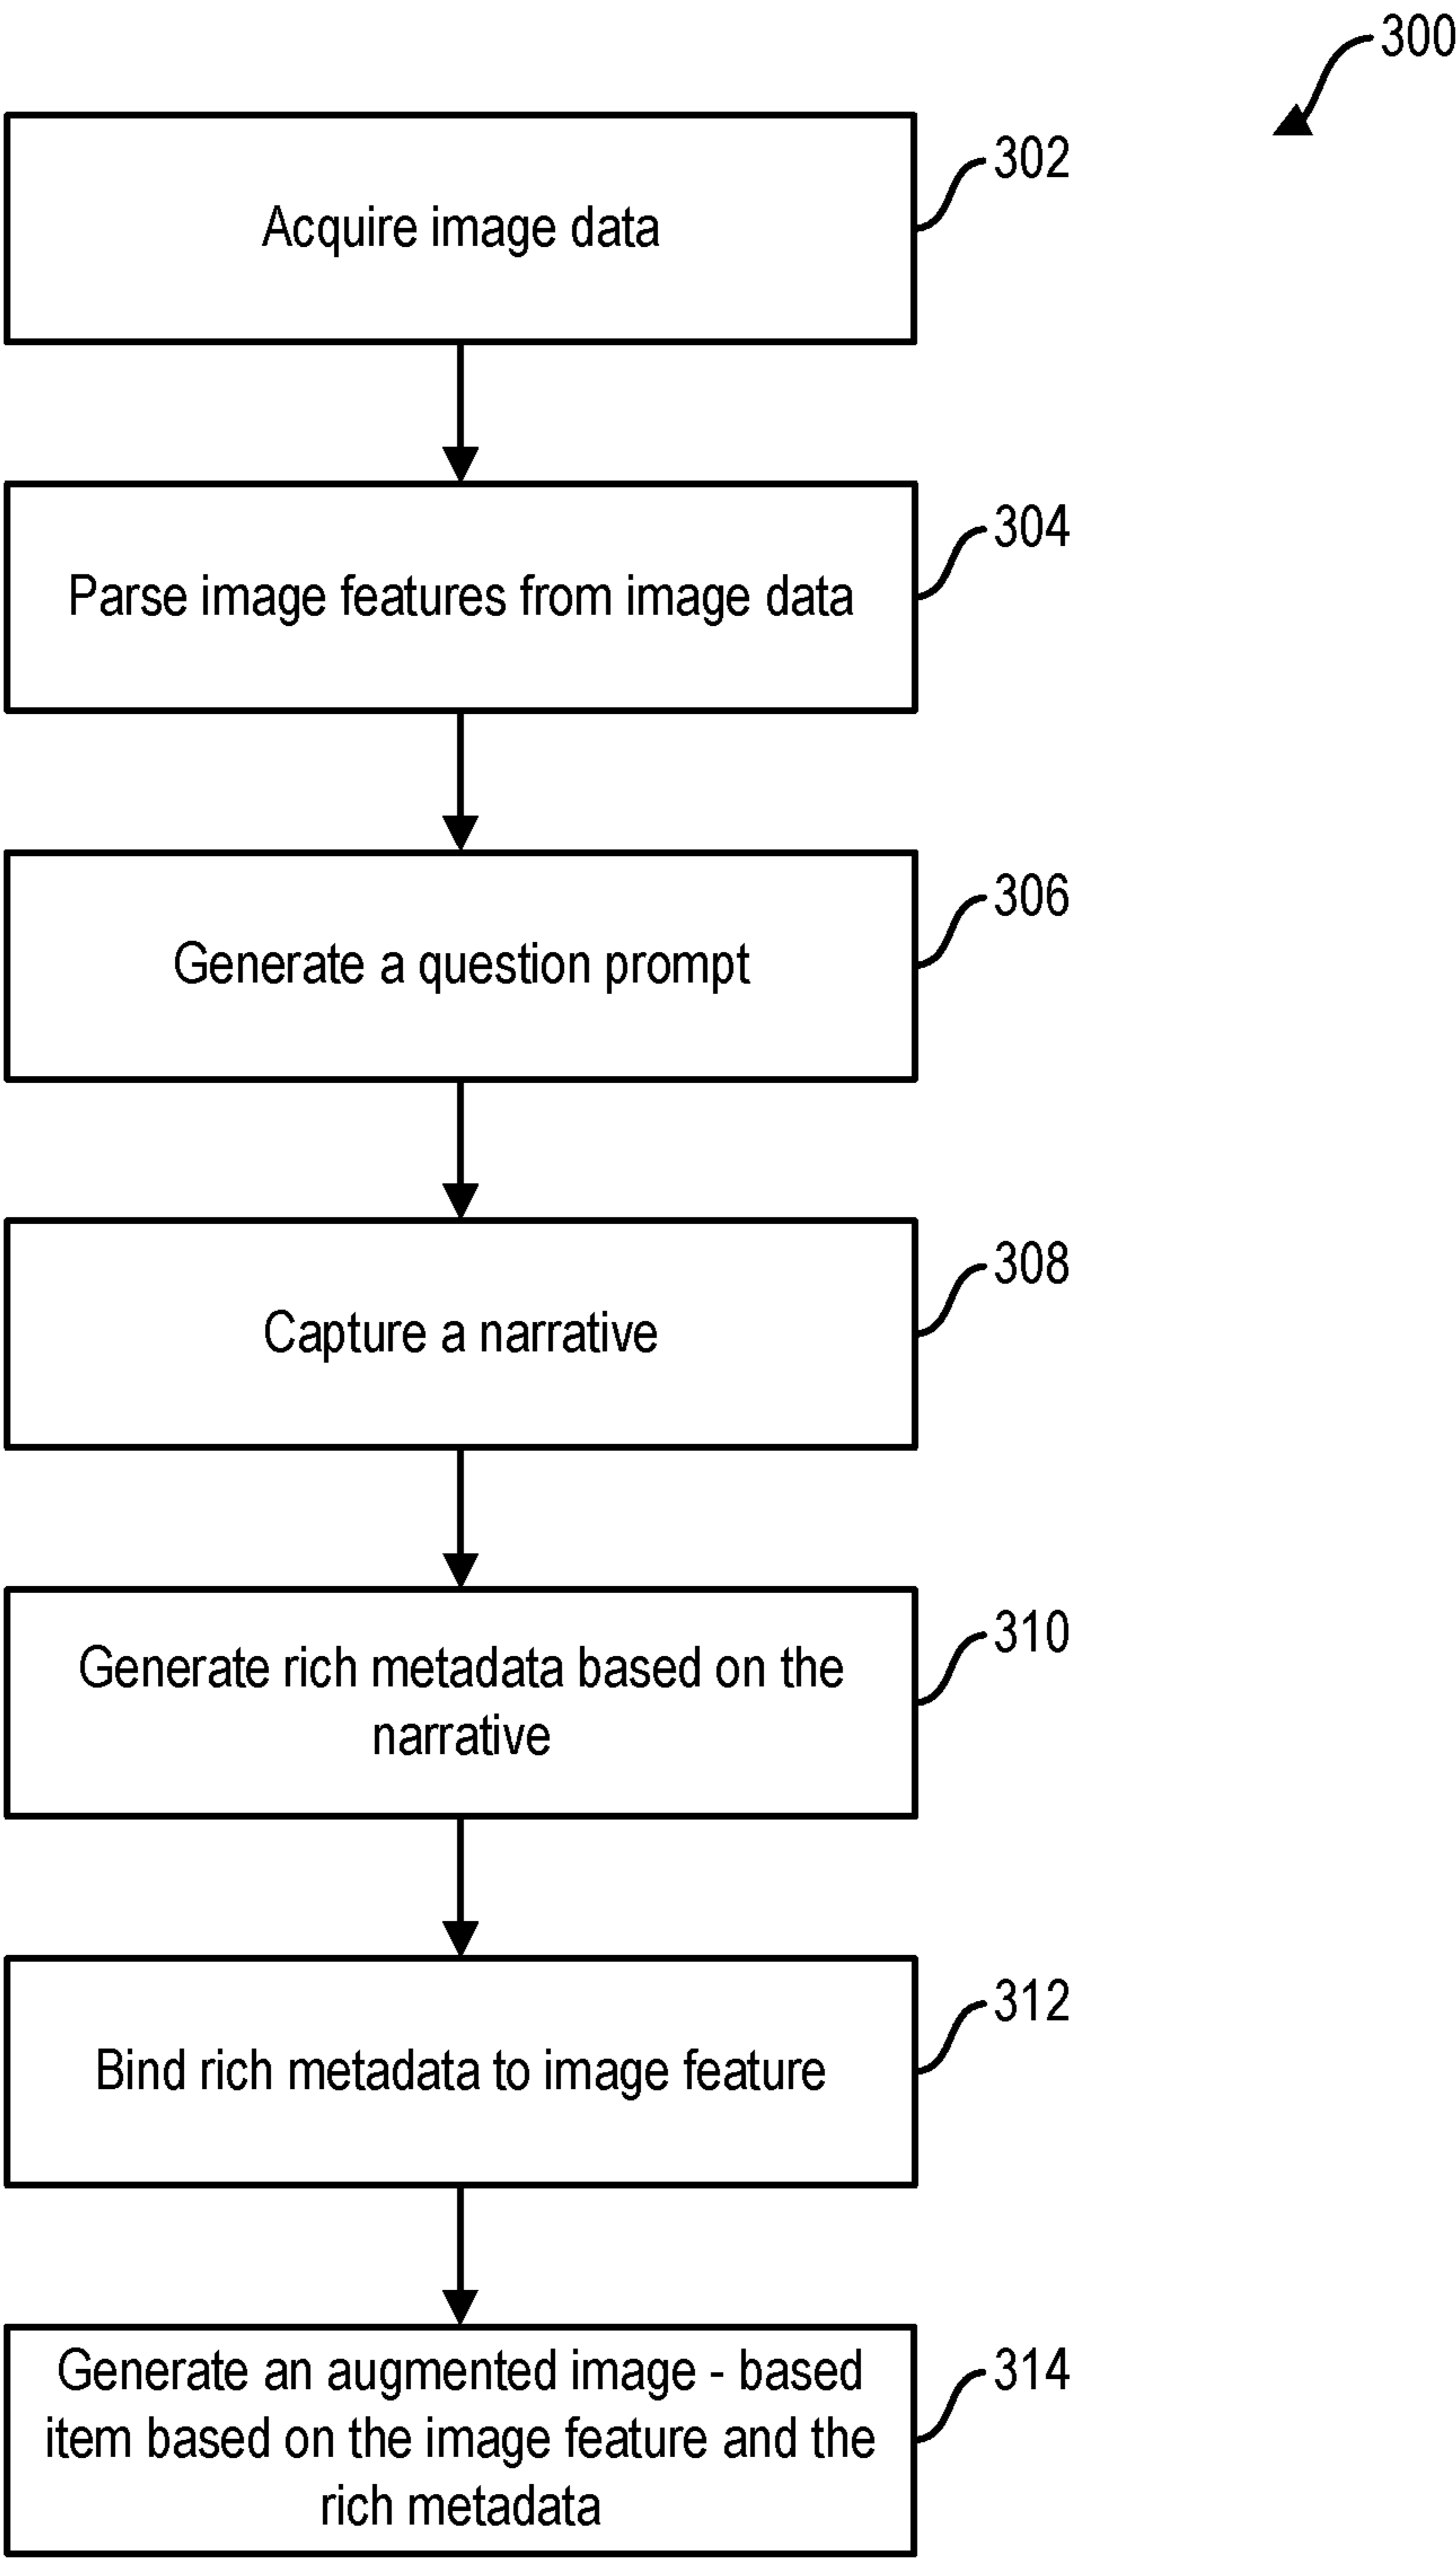 300
302
Acquire image data
304
Parse image features from image data
306
Generate a question prompt
308
Capture a narrative
310
Generate rich metadata based on the
narrative
312
Bind rich metadata to image feature
314
Generate an augmented image - based
item based on the image feature and the
rich metadata